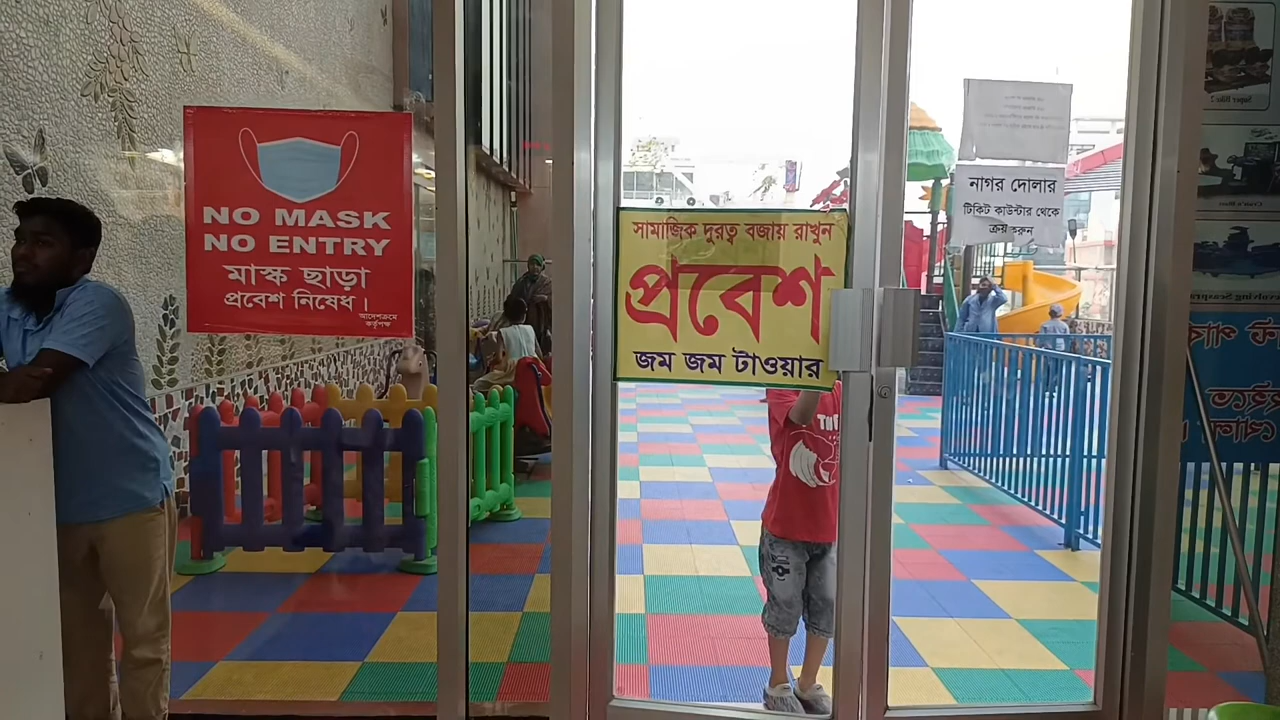 NO MASK
NO ENTRY
মাস্ক ছাড়া
প্রবেশ নিষেধ।
আদেশক্রমে
কর্তৃপক্ষ
সামাজিক দুরত্ব বজায় রাখুন
প্রবেশ
জম জম টাওয়ার
নাগর দোলার
টিকিট কাউন্টার থেকে
ক্রয় করুন